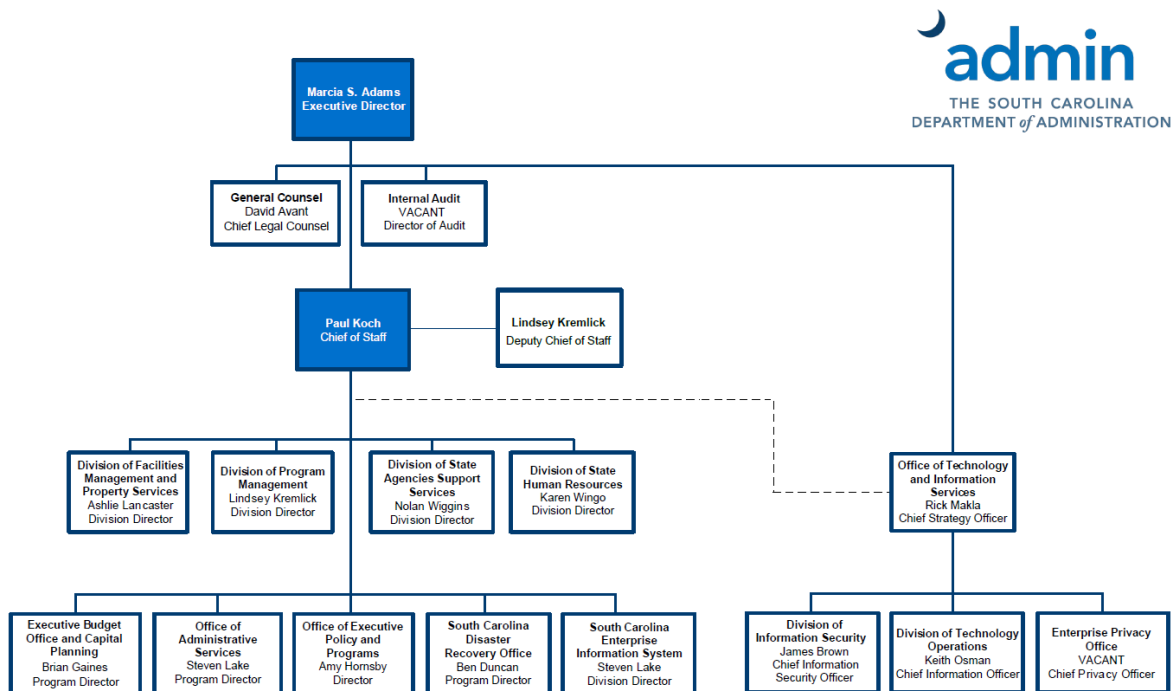 admin
THE SOUTH CAROLINA
DEPARTMENT of ADMINISTRATION
Marcia S. Adams
Executive Director
General Counsel
David Avant
Chief Legal Counsel
Internal Audit
VACANT
Director of Audit
Paul Koch
Chief of Staff
Lindsey Kremlick
Deputy Chief of Staff
Division of Facilities
Management and
Property Services
Ashlie Lancaster
Division Director
Division of Program
Management
Lindsey Kremlick
Division Director
Division of State
Agencies Support
Services
Nolan Wiggins
Division Director
Division of State
Human Resources
Karen Wingo
Division Director
Office of Technology
and Information
Services
Rick Makla
Chief Strategy Officer
Executive Budget
Office and Capital
Planning
Brian Gaines
Program Director
Office of
Administrative
Services
Steven Lake
Program Director
Office of Executive
Policy and
Programs
Amy Hornsby
Director
South Carolina
Disaster
Recovery Office
Ben Duncan
Program Director
South Carolina
Enterprise
Information System
Steven Lake
Division Director
Division of
Information Security
James Brown
Chief Information
Security Officer
Division of Technology
Operations
Keith Osman
Chief Information Officer
Enterprise Privacy
Office
VACANT
Chief Privacy Officer